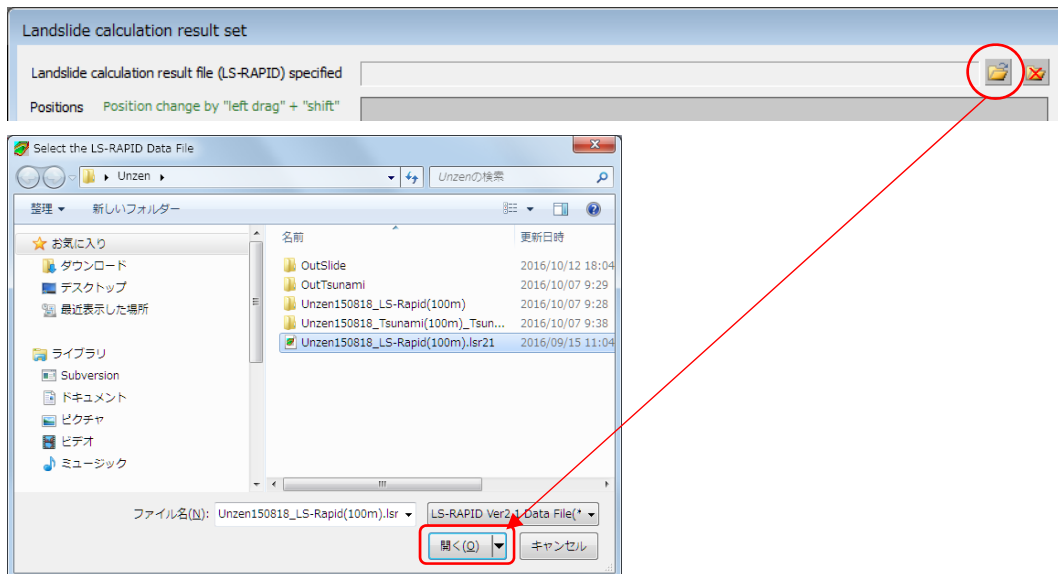 Landslide calculation result set
Landslide calculation result file (LS-RAPID) specified
Positions Position change by "left drag" + "shift"
Select the LS-RAPID Data File
Unzen
Unzenの検索
整理 新しいフォルダー
お気に入り
ダウンロード
デスクトップ
最近表示した場所
ライブラリ
Subversion
ドキュメント
ピクチャ
ビデオ
ミュージック
名前 更新日時
OutSlide 2016/10/12 18:04
OutTsunami 2016/10/07 9:29
Unzen150818_LS-Rapid(100m) 2016/10/07 9:28
Unzen150818_Tsunami(100m)_Tsun... 2016/10/07 9:38
Unzen150818_LS-Rapid(100m).lsr21 2016/09/15 11:04
ファイル名(N): Unzen150818_LS-Rapid(100m).lsr LS-RAPID Ver2.1 Data File(*
開く(O) キャンセル